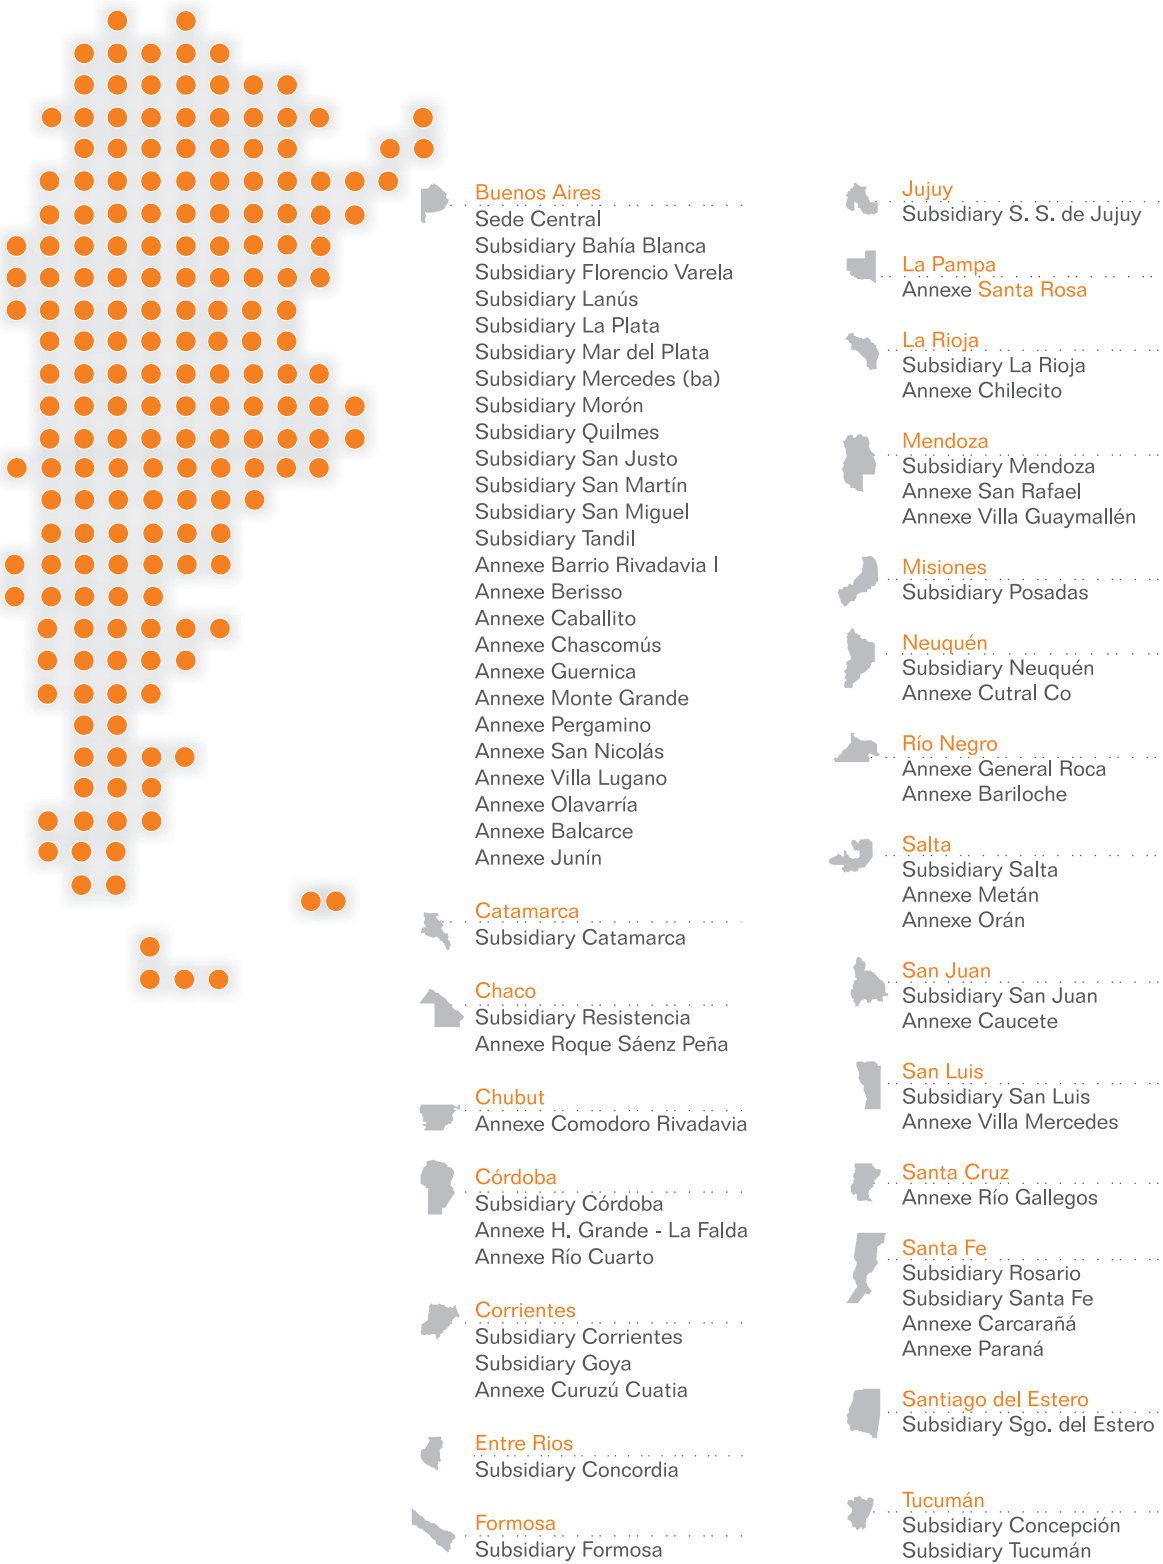 Buenos Aires
Sede Central
Subsidiary Bahía Blanca
Subsidiary Florencio Varela
Subsidiary Lanús
Subsidiary La Plata
Subsidiary Mar del Plata
Subsidiary Mercedes (ba)
Subsidiary Morón
Subsidiary Quilmes
Subsidiary San Justo
Subsidiary San Martín
Subsidiary San Miguel
Subsidiary Tandil
Annexe Barrio Rivadavia I
Annexe Berisso
Annexe Caballito
Annexe Chascomús
Annexe Guernica
Annexe Monte Grande
Annexe Pergamino
Annexe San Nicolás
Annexe Villa Lugano
Annexe Olavarría
Annexe Balcarce
Annexe Junín
Catamarca
Subsidiary Catamarca
Chaco
Subsidiary Resistencia
Annexe Roque Sáenz Peña
Chubut
Annexe Comodoro Rivadavia
Córdoba
Subsidiary Córdoba
Annexe H. Grande - La Falda
Annexe Río Cuarto
Corrientes
Subsidiary Corrientes
Subsidiary Goya
Annexe Curuzú Cuatia
Entre Rios
Subsidiary Concordia
Formosa
Subsidiary Formosa
Jujuy
Subsidiary S. S. de Jujuy
La Pampa
Annexe Santa Rosa
La Rioja
Subsidiary La Rioja
Annexe Chilecito
Mendoza
Subsidiary Mendoza
Annexe San Rafael
Annexe Villa Guaymallén
Misiones
Subsidiary Posadas
Neuquén
Subsidiary Neuquén
Annexe Cutral Co
Río Negro
Annexe General Roca
Annexe Bariloche
Salta
Subsidiary Salta
Annexe Metán
Annexe Orán
San Juan
Subsidiary San Juan
Annexe Caucete
San Luis
Subsidiary San Luis
Annexe Villa Mercedes
Santa Cruz
Annexe Río Gallegos
Santa Fe
Subsidiary Rosario
Subsidiary Santa Fe
Annexe Carcarañá
Annexe Paraná
Santiago del Estero
Subsidiary Sgo. del Estero
Tucumán
Subsidiary Concepción
Subsidiary Tucumán